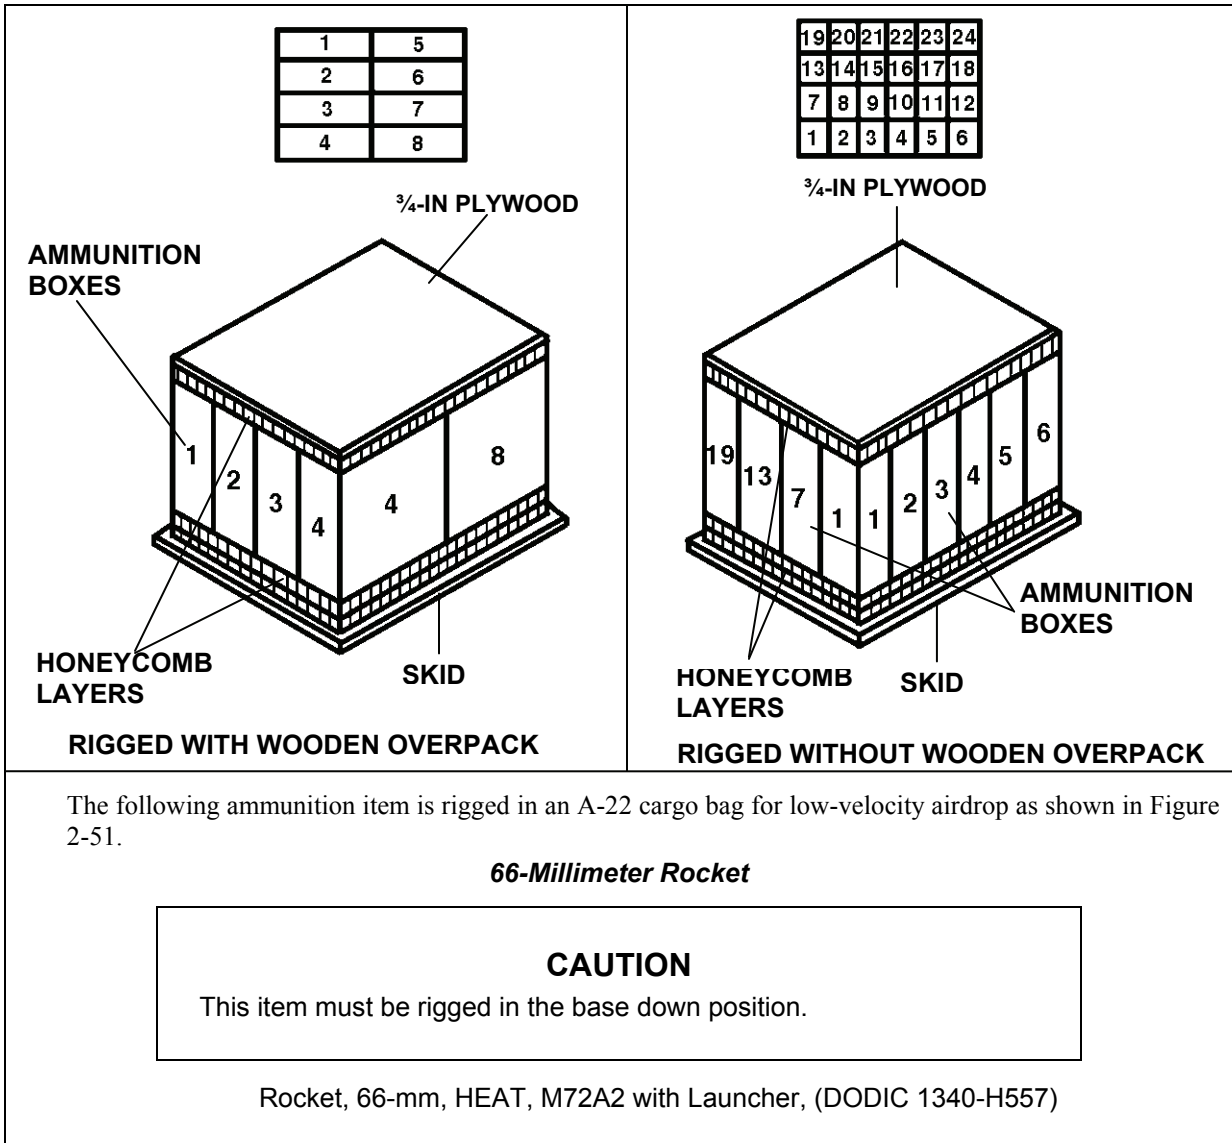 1 5
2 6
3 7
4 8
¾-IN PLYWOOD
AMMUNITION
BOXES
1
2
3
4
4
8
HONEYCOMB
LAYERS
SKID
RIGGED WITH WOODEN OVERPACK
19 20 21 22 23 24
13 14 15 16 17 18
7 8 9 10 11 12
1 2 3 4 5 6
¾-IN PLYWOOD
19
13
7
1
1
2
3
4
5
6
AMMUNITION
BOXES
HONEYCOMB
LAYERS
SKID
RIGGED WITHOUT WOODEN OVERPACK
The following ammunition item is rigged in an A-22 cargo bag for low-velocity airdrop as shown in Figure
2-51.
66-Millimeter Rocket
CAUTION
This item must be rigged in the base down position.
Rocket, 66-mm, HEAT, M72A2 with Launcher, (DODIC 1340-H557)